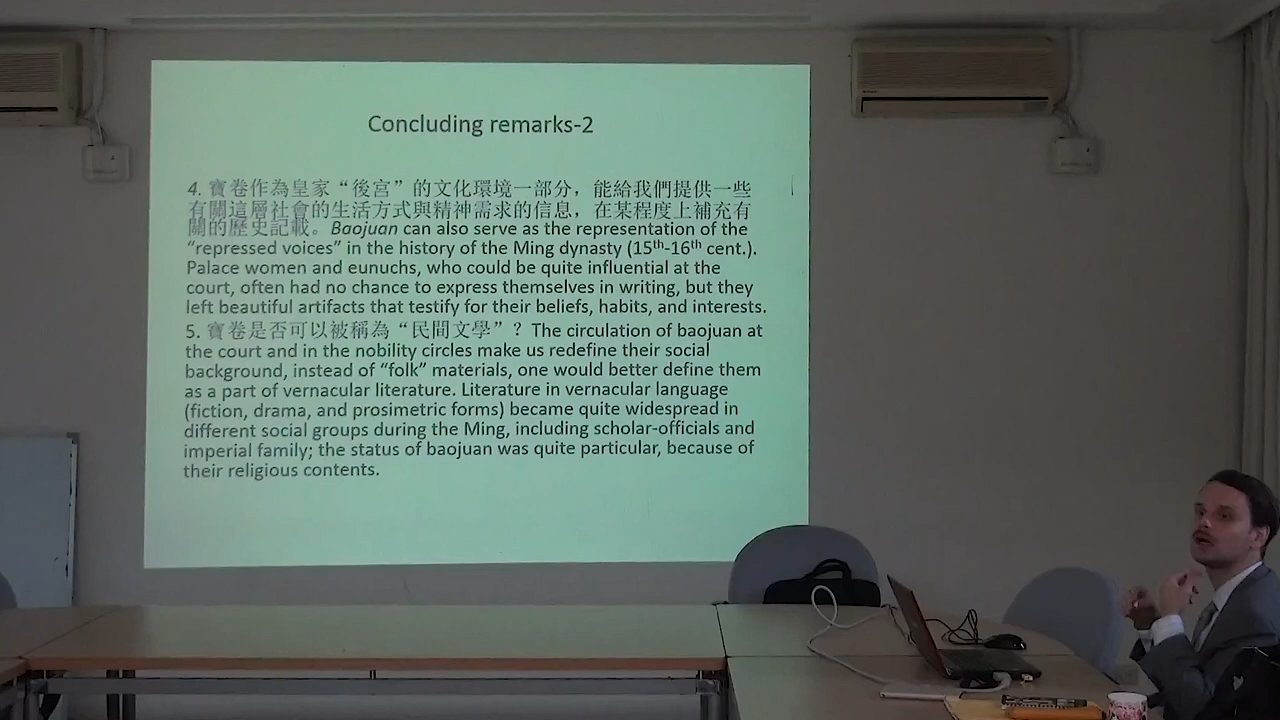 Concluding remarks-2
4. 寶卷作為皇家“後宮”的文化環境一部分，能給我們提供一些
有關這層社會的生活方式與精神需求的信息，在某程度上補充有
關的歷史記載。Baojuan can also serve as the representation of the
“repressed voices” in the history of the Ming dynasty (15th-16th cent.).
Palace women and eunuchs, who could be quite influential at the
court, often had no chance to express themselves in writing, but they
left beautiful artifacts that testify for their beliefs, habits, and interests.
5. 寶卷是否可以被稱為“民間文學”？The circulation of baojuan at
the court and in the nobility circles make us redefine their social
background, instead of “folk” materials, one would better define them
as a part of vernacular literature. Literature in vernacular language
(fiction, drama, and prosimetric forms) became quite widespread in
different social groups during the Ming, including scholar-officials and
imperial family; the status of baojuan was quite particular, because of
their religious contents.